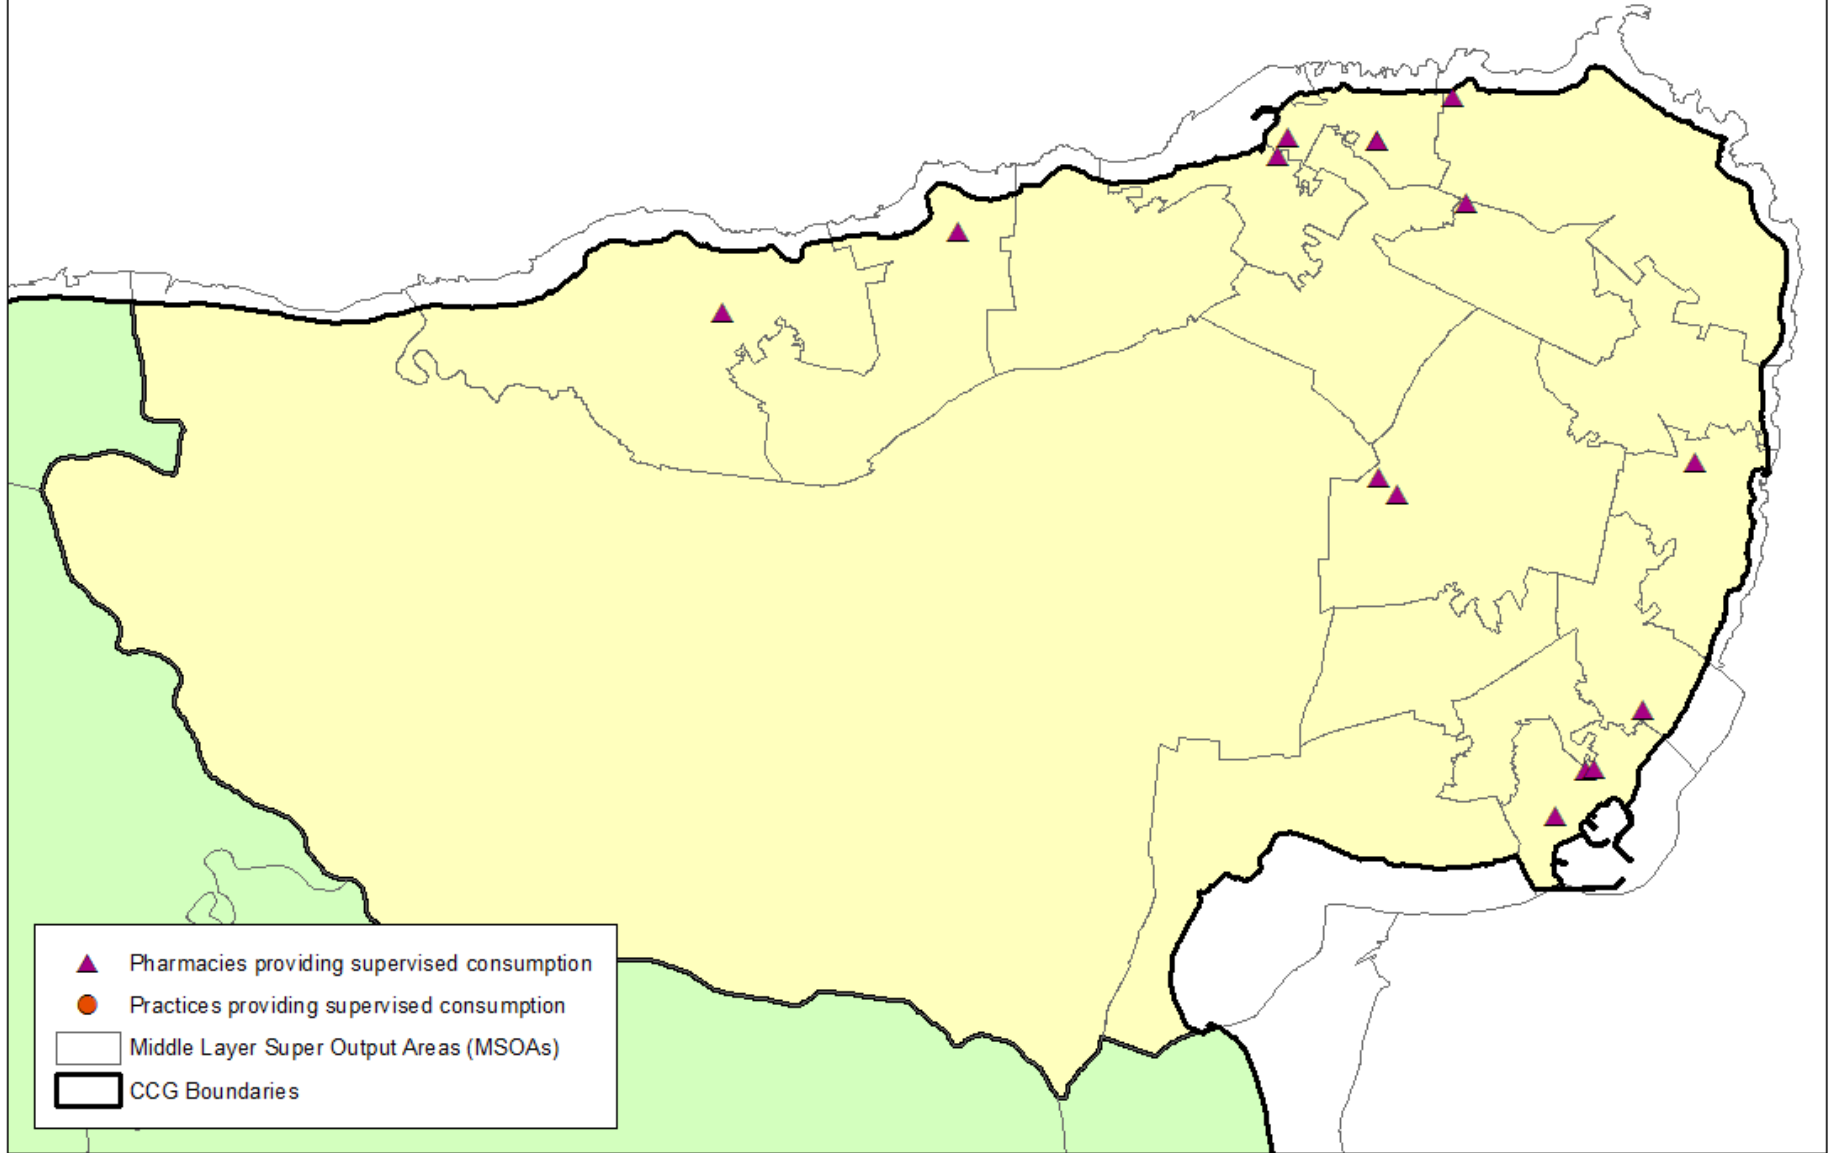 Pharmacies providing supervised consumption
Practices providing supervised consumption
Middle Layer Super Output Areas (MSOAs)
CCG Boundaries